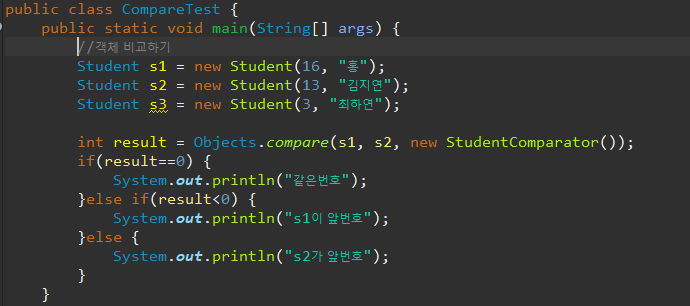 public class CompareTest {
public static void main(String[] args) {
//객체 비교하기
Student s1 = new Student(16, "홍");
Student s2 = new Student(13, "김지연");
Student s3 = new Student(3, "최하연");
int result = Objects.compare(s1, s2, new StudentComparator());
if(result==0) {
System.out.println("같은번호");
}else if(result<0) {
System.out.println("s1이 앞번호");
}else {
System.out.println("s2가 앞번호");
}
}